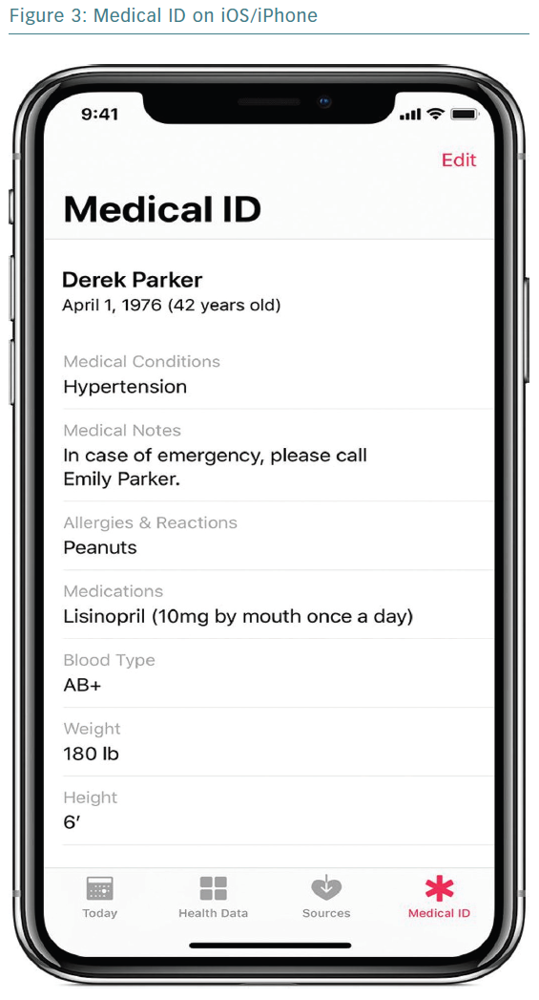 Figure 3: Medical ID on iOS/iPhone
9:41
Edit
Medical ID
Derek Parker
April 1, 1976 (42 years old)
Medical Conditions
Hypertension
Medical Notes
In case of emergency, please call
Emily Parker.
Allergies & Reactions
Peanuts
Medications
Lisinopril (10mg by mouth once a day)
Blood Type
AB+
Weight
180 lb
Height
6′
Today
Health Data
Sources
Medical ID